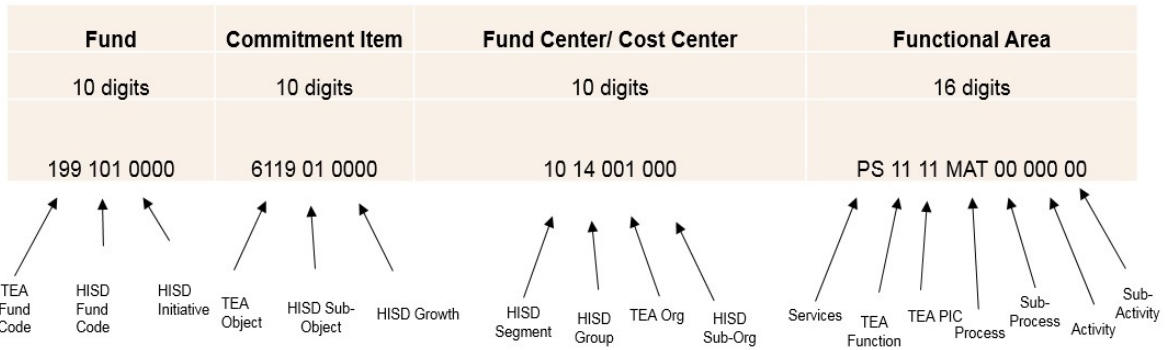 Fund Commitment Item Fund Center/ Cost Center Functional Area
10 digits 10 digits 10 digits 16 digits
199 101 0000 6119 01 0000 10 14 001 000 PS 11 11 MAT 00 000 00
TEA
Fund
Code
HISD
Fund
Code
HISD
Initiative
TEA
Object
HISD Sub-
Object
HISD Growth
HISD
Segment
HISD
Group
TEA Org
HISD
Sub-Org
Services
TEA
Function
TEA PIC
Process
Sub-
Process
Activity
Sub-
Activity